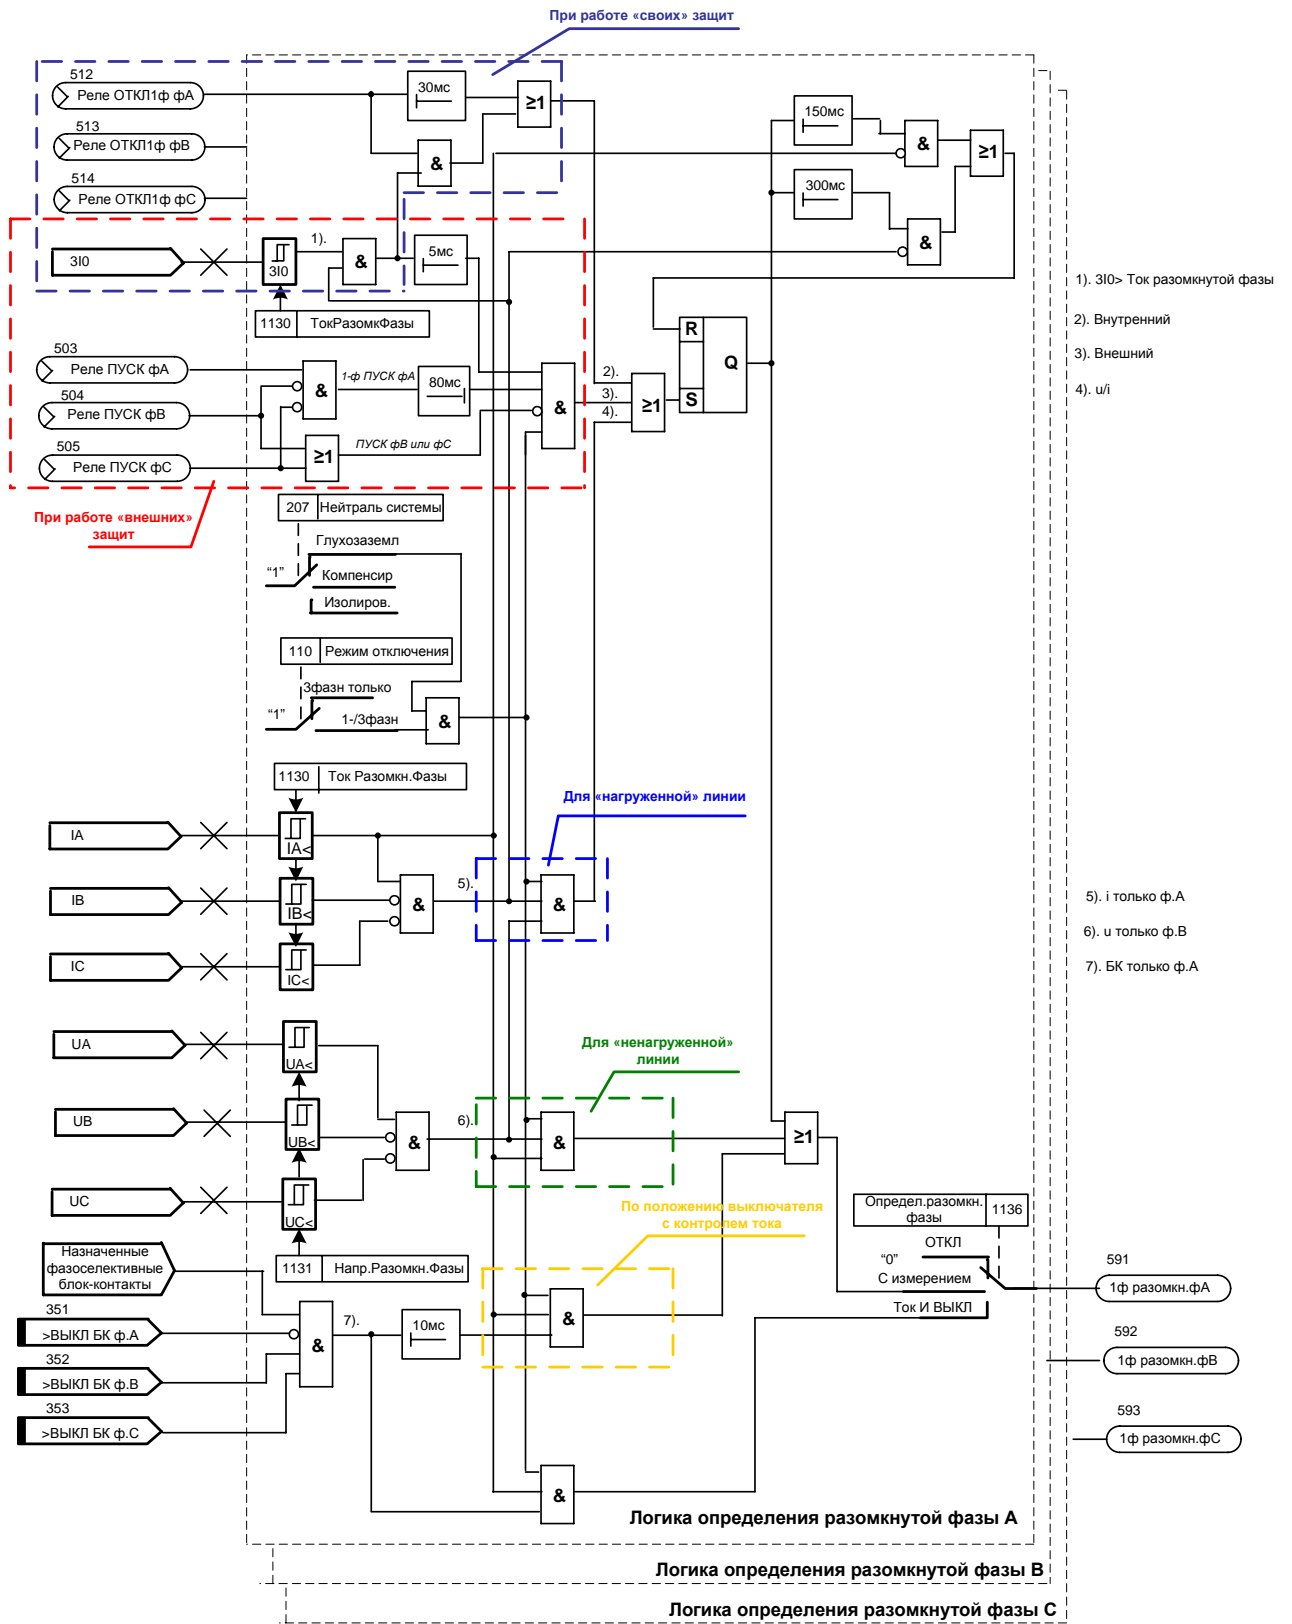 При работе «своих» защит
512
Реле ОТКЛ1ф фА
30мс
≥1
513
Реле ОТКЛ1ф фВ
&
514
Реле ОТКЛ1ф фС
150мс
&
≥1
300мс
&
3I0
3I0
1).
&
5мс
1130
ТокРазомкФазы
503
Реле ПУСК фА
&
1-ф ПУСК фА
80мс
504
Реле ПУСК фВ
505
Реле ПУСК фС
≥1
ПУСК фВ или фС
&
2).
3).
4).
≥1
R
S
Q
1). 3I0> Ток разомкнутой фазы
2). Внутренний
3). Внешний
4). u/i
При работе «внешних»
защит
207
Нейтраль системы
Глухозаземл
“1”
Компенсир
Изолиров.
110
Режим отключения
3фазн только
“1”
1-/3фазн
&
1130
Ток Разомкн.Фазы
Для «нагруженной» линии
IA
IA<
IB
IB<
&
5).
&
IC
IC<
5). i только ф.А
6). u только ф.В
7). БК только ф.А
UA
UA<
Для «ненагруженной»
линии
UB
UB<
&
6).
&
≥1
UC
UC<
1131
Напр.Разомкн.Фазы
По положению выключателя
с контролем тока
Определ.разомкн.
фазы
1136
ОТКЛ
“0”
С измерением
Ток И ВЫКЛ
Назначенные
фазоселективные
блок-контакты
351
>ВЫКЛ БК ф.А
352
>ВЫКЛ БК ф.В
353
>ВЫКЛ БК ф.С
&
7).
10мс
&
&
591
1ф разомкн.фА
592
1ф разомкн.фВ
593
1ф разомкн.фС
Логика определения разомкнутой фазы А
Логика определения разомкнутой фазы В
Логика определения разомкнутой фазы С